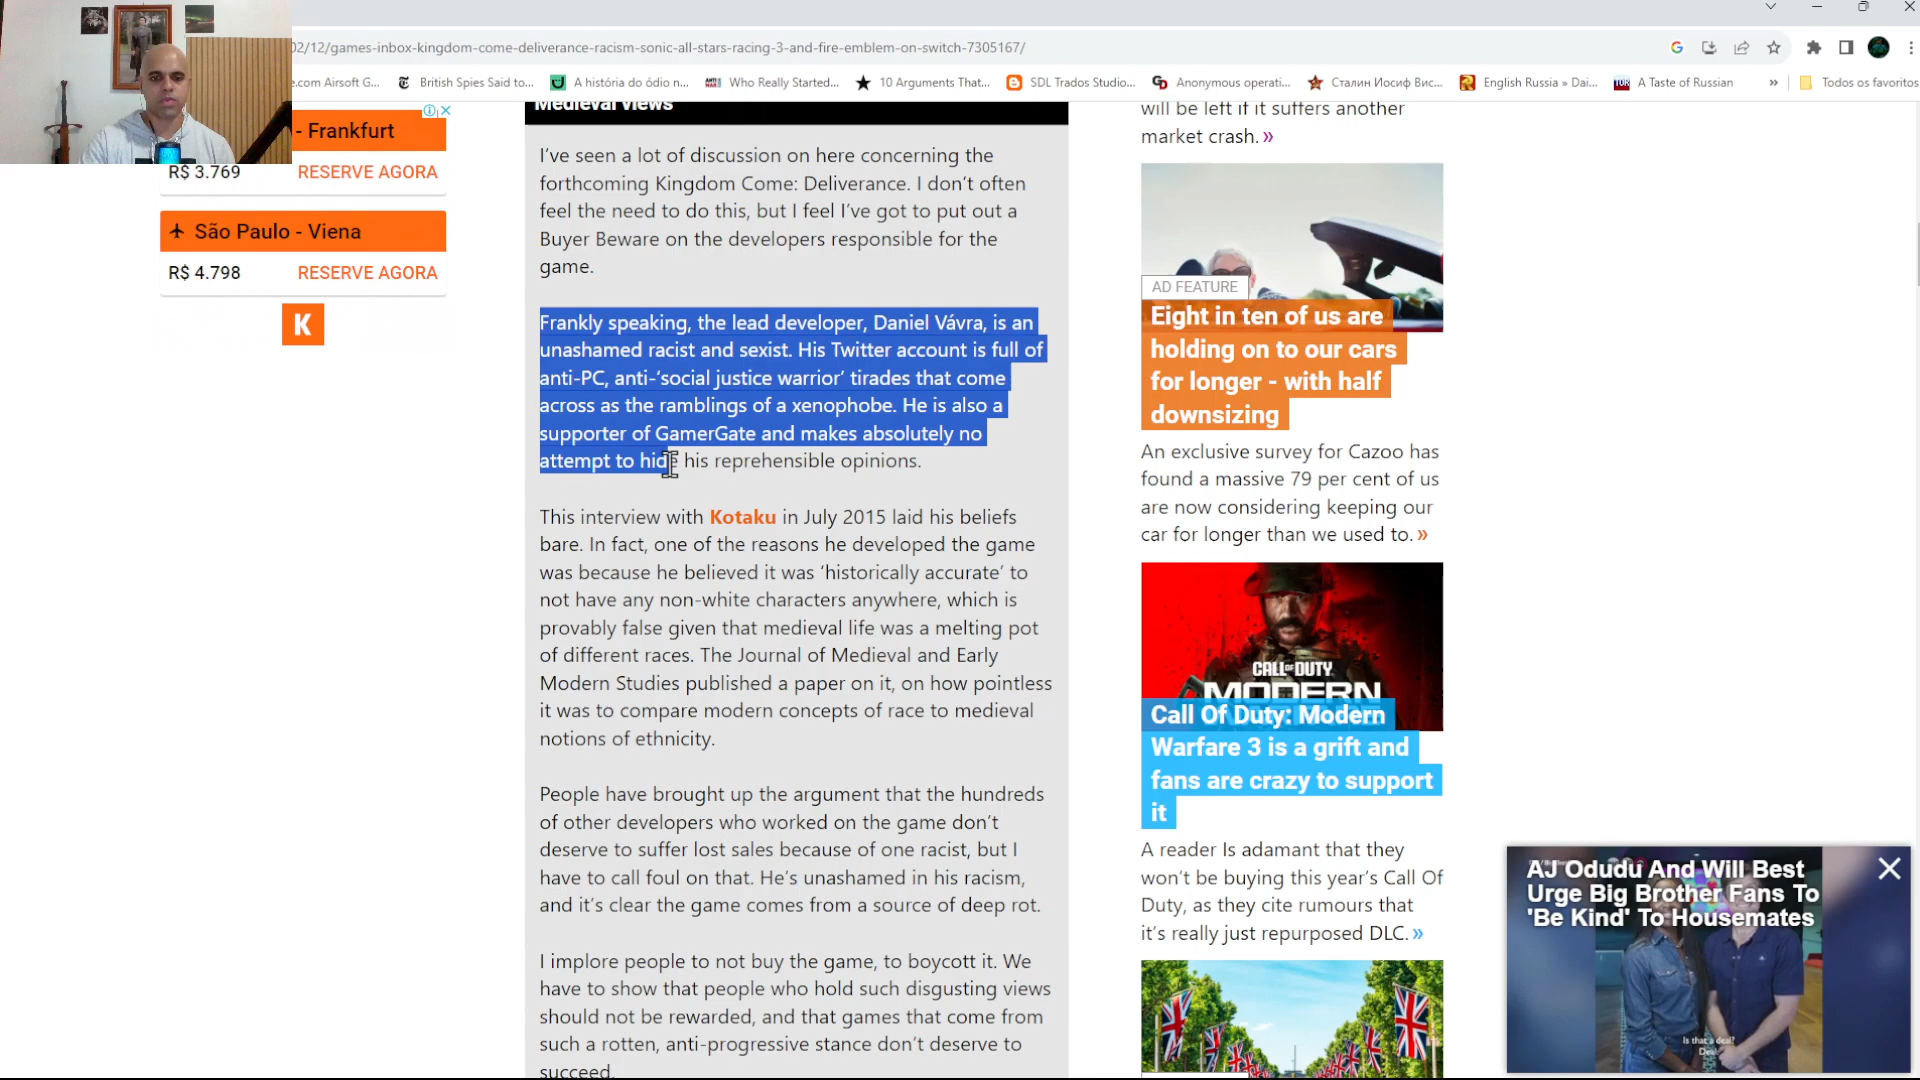 02/12/games-inbox-kingdom-come-deliverance-racism-sonic-all-stars-racing-3-and-fire-emblem-on-switch-7305167/
e.com Airsoft G...
British Spies Said to...
A história do ódio n...
Who Really Started...
10 Arguments That...
SDL Trados Studio...
Anonymous operati...
Сталин Иосиф Вис...
English Russia » Dai...
A Taste of Russian
»
Todos os favoritos
- Frankfurt
R$ 3.769
RESERVE AGORA
São Paulo - Viena
R$ 4.798
RESERVE AGORA
K
Medieval views
I've seen a lot of discussion on here concerning the
forthcoming Kingdom Come: Deliverance. I don't often
feel the need to do this, but I feel I've got to put out a
Buyer Beware on the developers responsible for the
game.
Frankly speaking, the lead developer, Daniel Vávra, is an
unashamed racist and sexist. His Twitter account is full of
anti-PC, anti-‘social justice warrior’ tirades that come
across as the ramblings of a xenophobe. He is also a
supporter of GamerGate and makes absolutely no
attempt to hide his reprehensible opinions.
This interview with Kotaku in July 2015 laid his beliefs
bare. In fact, one of the reasons he developed the game
was because he believed it was ‘historically accurate’ to
not have any non-white characters anywhere, which is
provably false given that medieval life was a melting pot
of different races. The Journal of Medieval and Early
Modern Studies published a paper on it, on how pointless
it was to compare modern concepts of race to medieval
notions of ethnicity.
People have brought up the argument that the hundreds
of other developers who worked on the game don't
deserve to suffer lost sales because of one racist, but I
have to call foul on that. He's unashamed in his racism,
and it's clear the game comes from a source of deep rot.
I implore people to not buy the game, to boycott it. We
have to show that people who hold such disgusting views
should not be rewarded, and that games that come from
such a rotten, anti-progressive stance don't deserve to
succeed.
will be left if it suffers another
market crash. »
AD FEATURE
Eight in ten of us are
holding on to our cars
for longer - with half
downsizing
An exclusive survey for Cazoo has
found a massive 79 per cent of us
are now considering keeping our
car for longer than we used to. »
CALL OF DUTY
MODERN
Call Of Duty: Modern
Warfare 3 is a grift and
fans are crazy to support
it
A reader Is adamant that they
won't be buying this year's Call Of
Duty, as they cite rumours that
it's really just repurposed DLC. »
AJ Odudu And Will Best
Urge Big Brother Fans To
'Be Kind' To Housemates
Is that a deal?
Deal